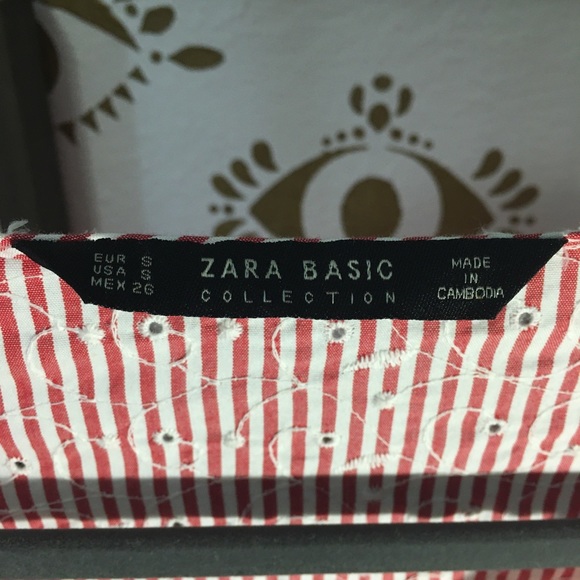 EUR S
USA S
MEX 26
ZARA BASIC
COLLECTION
MADE
IN
CAMBODIA